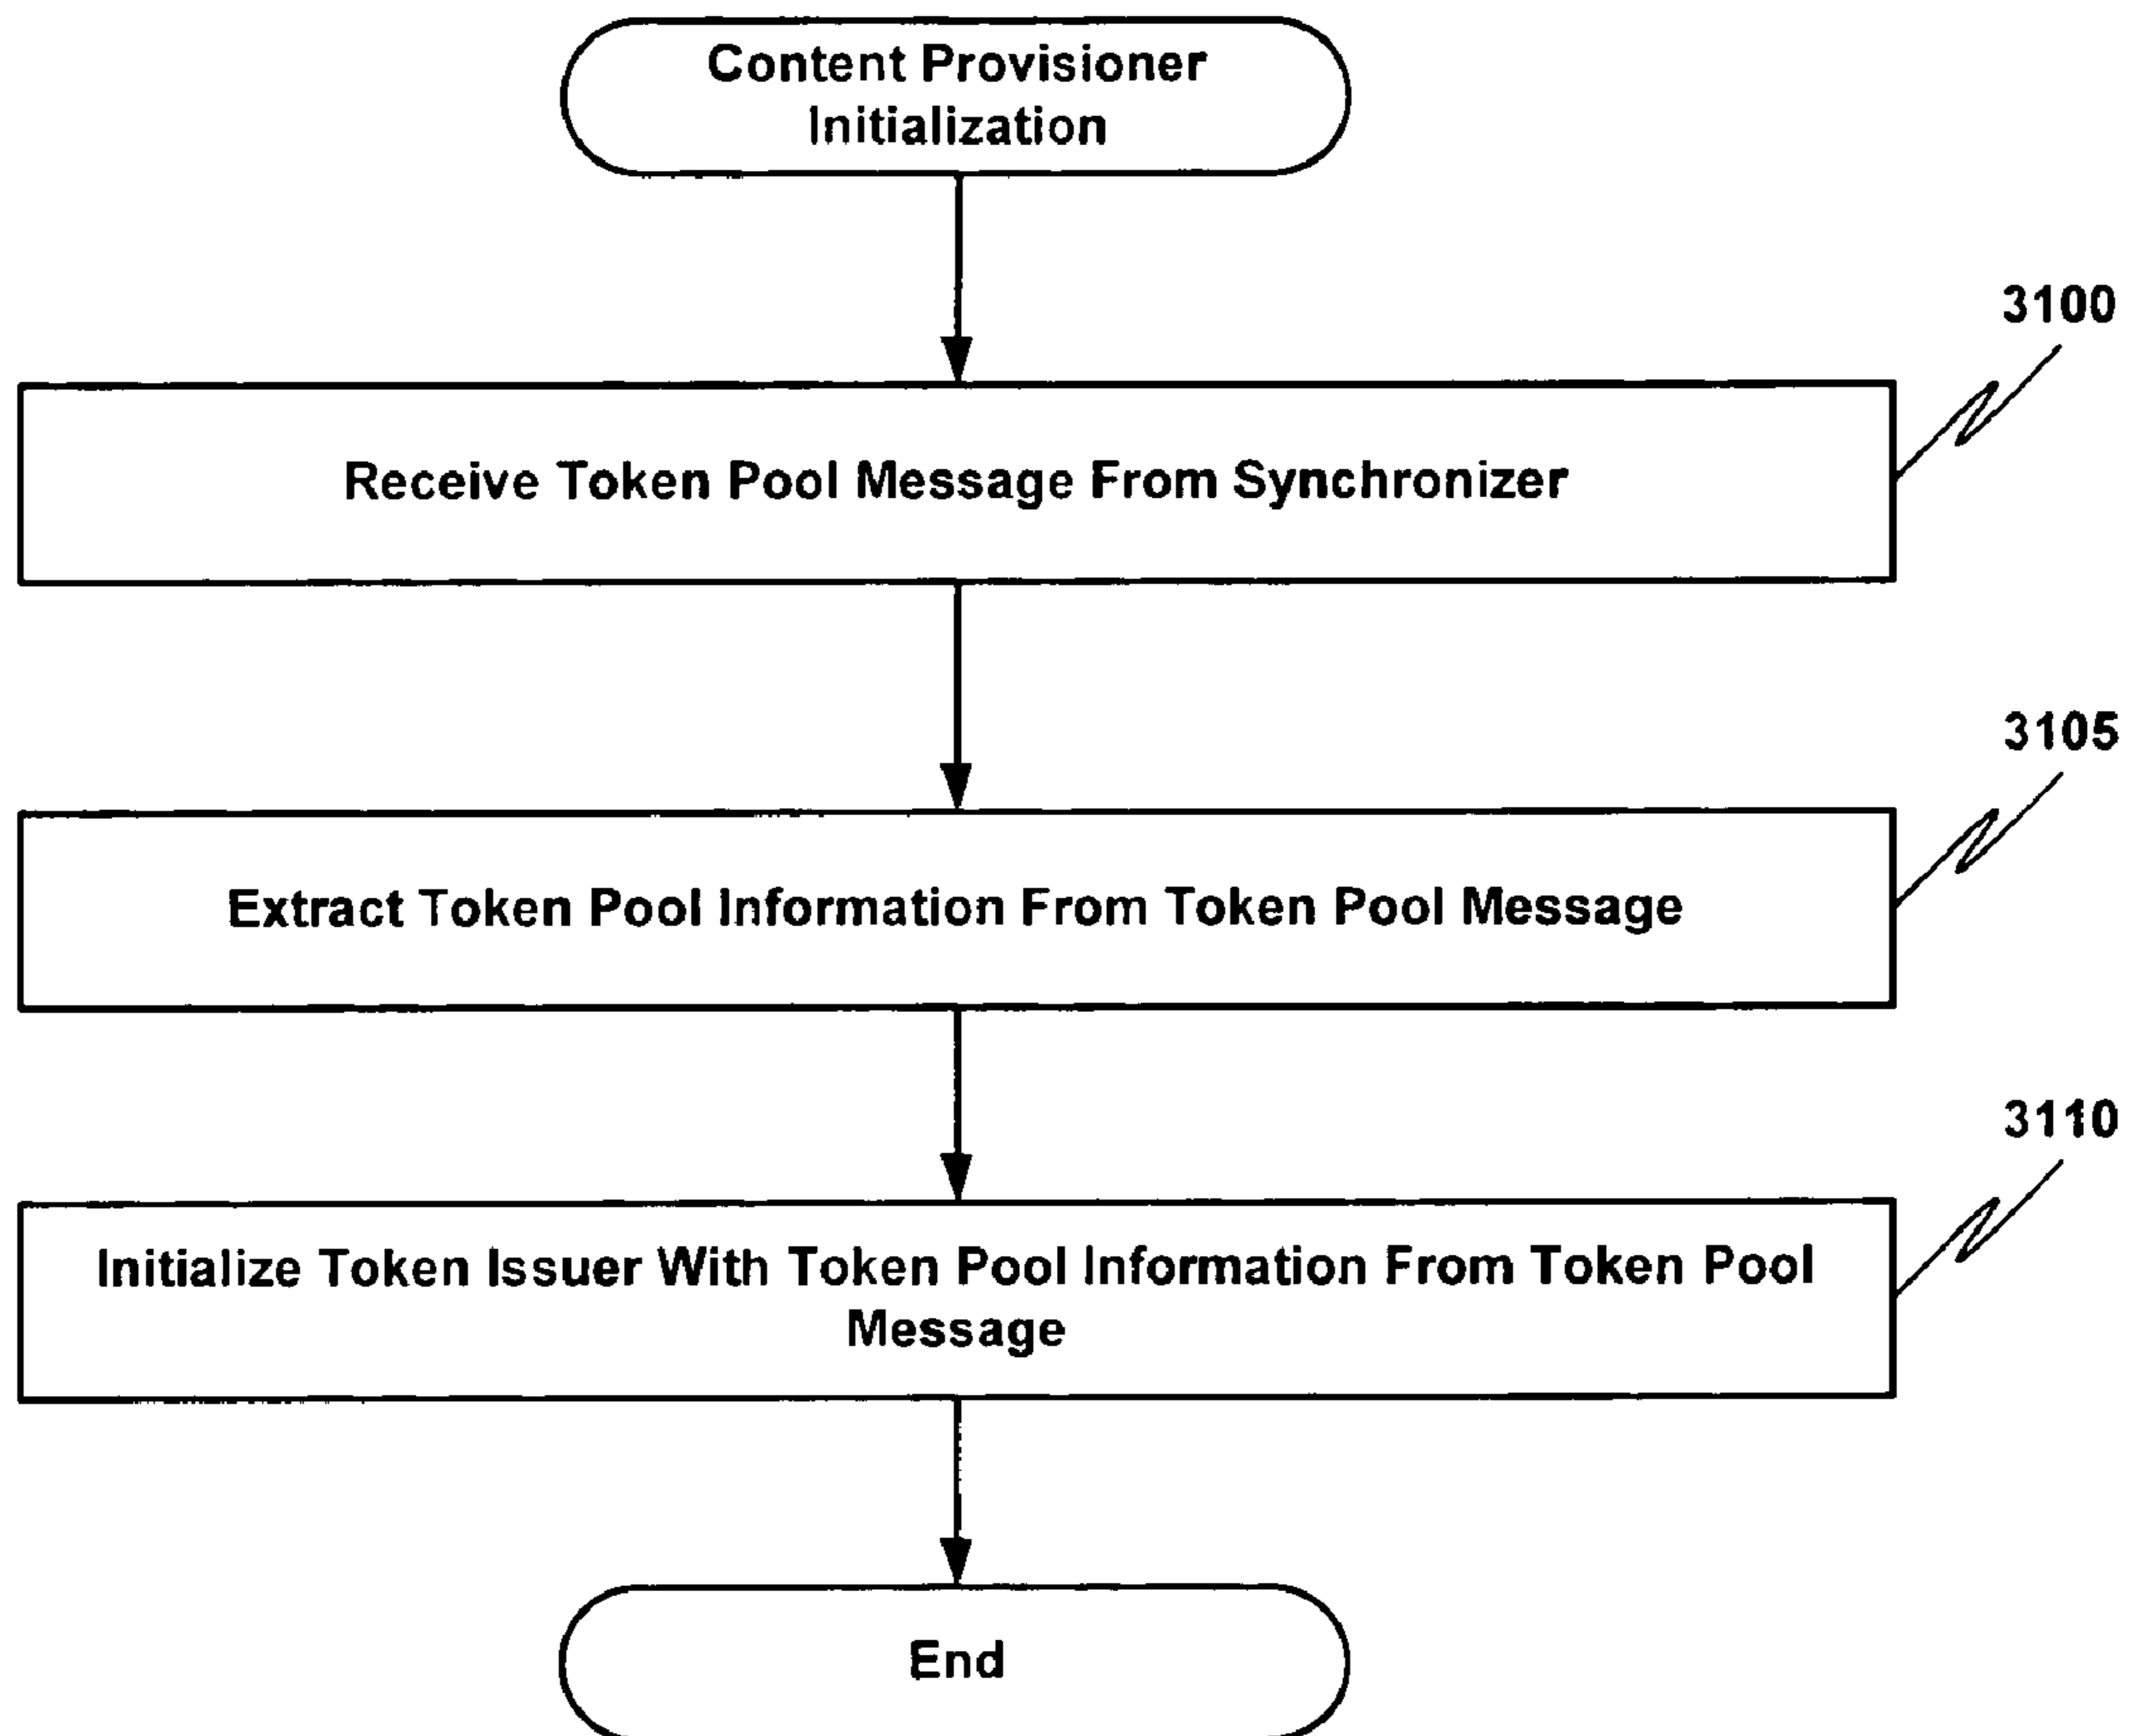 Content Provisioner
Initialization
3100
Receive Token Pool Message From Synchronizer
3105
Extract Token Pool Information From Token Pool Message
3110
Initialize Token Issuer With Token Pool Information From Token Pool
Message
End